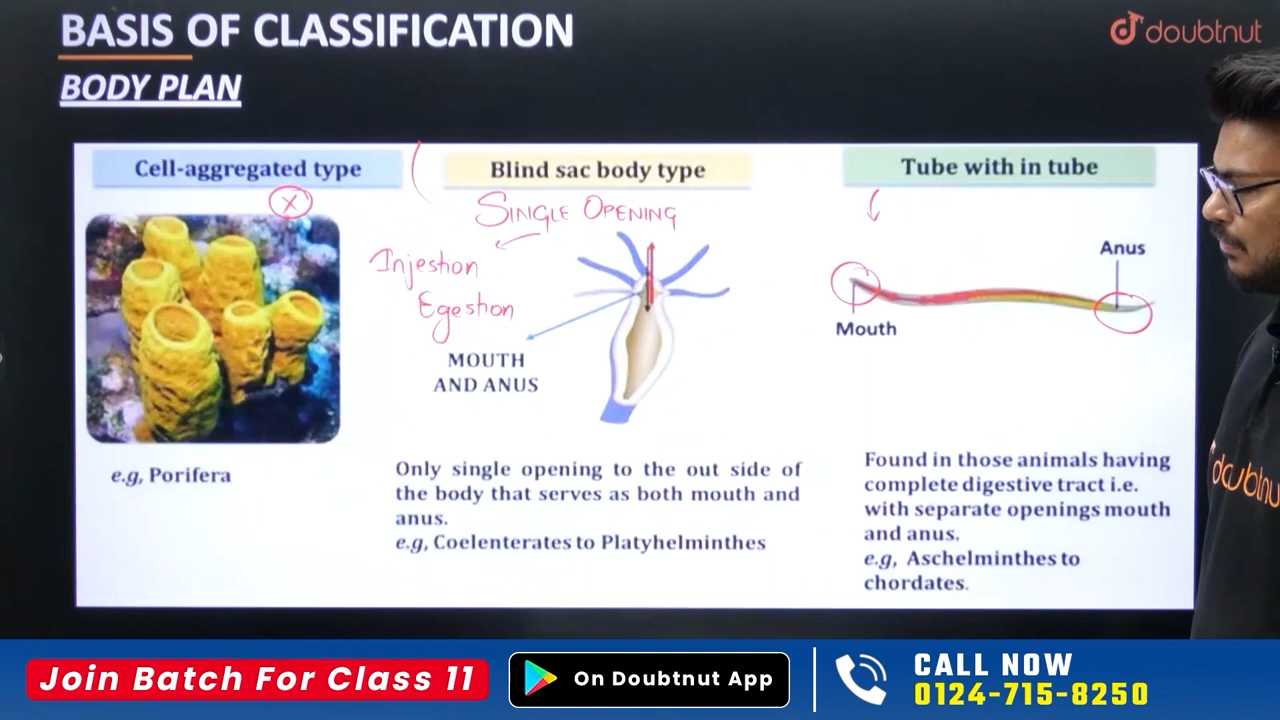 BASIS OF CLASSIFICATION
doubtnut
BODY PLAN
Cell-aggregated type
Blind sac body type
Tube with in tube
X
SINGLE OPENING
Injestion
Egestion
Anus
Mouth
MOUTH
AND ANUS
e.g, Porifera
Only single opening to the out side of
the body that serves as both mouth and
anus.
e.g, Coelenterates to Platyhelminthes
Found in those animals having
complete digestive tract i.e.
with separate openings mouth
and anus.
e.g, Aschelminthes to
chordates.
doubtnu
Join Batch For Class 11
On Doubtnut App
CALL NOW
0124-715-8250